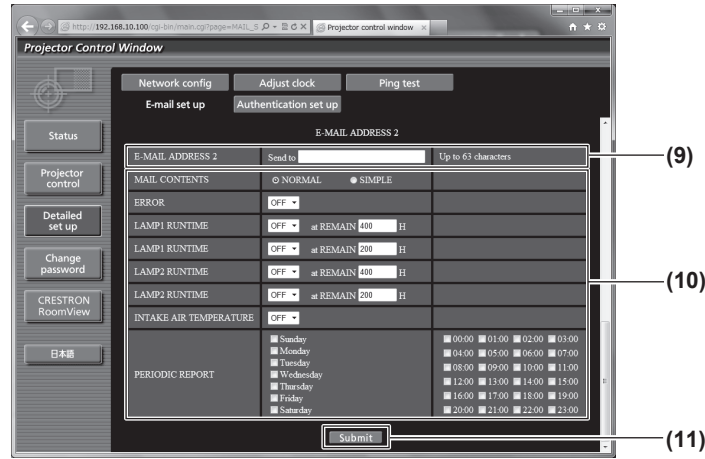 http://192.168.10.100/cgi-bin/main.cgi?page=MAIL_S
Projector control window
Projector Control Window
Network config Adjust clock Ping test
E-mail set up Authentication set up
Status
Projector control
Detailed set up
Change password
CRESTRON RoomView
日本語
E-MAIL ADDRESS 2
E-MAIL ADDRESS 2 Send to Up to 63 characters (9)
MAIL CONTENTS NORMAL SIMPLE
ERROR OFF
LAMP1 RUNTIME OFF at REMAIN 400 H
LAMP1 RUNTIME OFF at REMAIN 200 H
LAMP2 RUNTIME OFF at REMAIN 400 H
(10)
LAMP2 RUNTIME OFF at REMAIN 200 H
INTAKE AIR TEMPERATURE OFF
PERIODIC REPORT
Sunday
Monday
Tuesday
Wednesday
Thursday
Friday
Saturday
00:00 01:00 02:00 03:00
04:00 05:00 06:00 07:00
08:00 09:00 10:00 11:00
12:00 13:00 14:00 15:00
16:00 17:00 18:00 19:00
20:00 21:00 22:00 23:00
Submit (11)